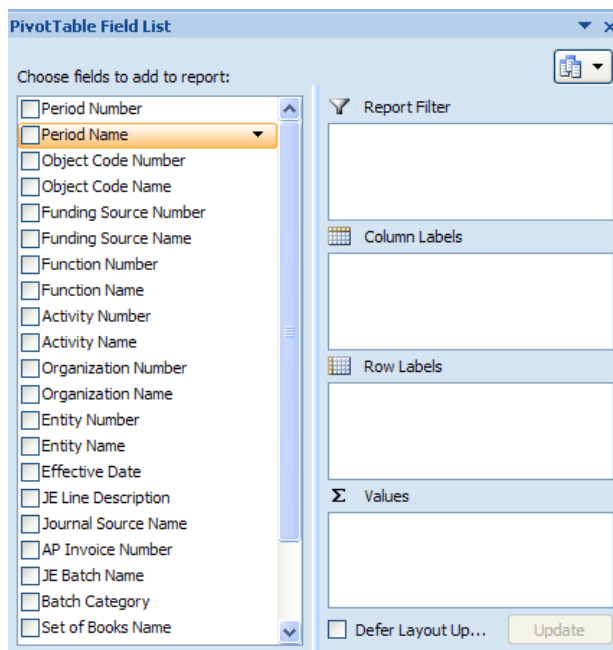 PivotTable Field List
Choose fields to add to report:
Period Number
Period Name
Object Code Number
Object Code Name
Funding Source Number
Funding Source Name
Function Number
Function Name
Activity Number
Activity Name
Organization Number
Organization Name
Entity Number
Entity Name
Effective Date
JE Line Description
Journal Source Name
AP Invoice Number
JE Batch Name
Batch Category
Set of Books Name
Report Filter
Column Labels
Row Labels
Σ Values
Defer Layout Up...
Update